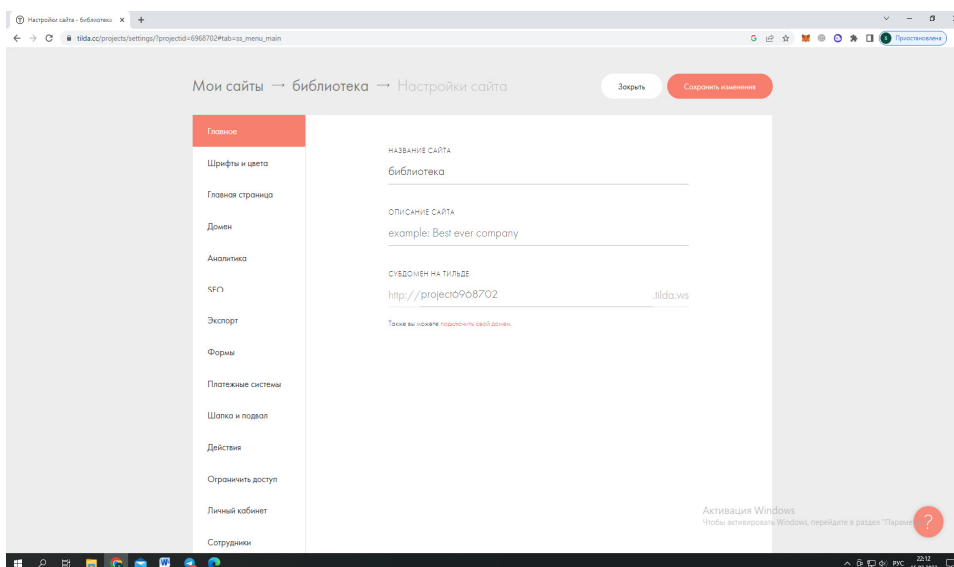 Настройки сайта - библиотека
tilda.cc/projects/settings/?projectid=6968702#tab=ss_menu_main
Приостановлена
Мои сайты → библиотека → Настройки сайта
Закрыть
Сохранить изменения
Главное
Шрифты и цвета
Главная страница
Домен
Аналитика
SEO
Экспорт
Формы
Платежные системы
Шапка и подвал
Действия
Ограничить доступ
Личный кабинет
Сотрудники
НАЗВАНИЕ САЙТА
библиотека
ОПИСАНИЕ САЙТА
example: Best ever company
СУБДОМЕН НА ТИЛЬДЕ
http://project6968702 .tilda.ws
Также вы можете подключить свой домен.
Активация Windows
Чтобы активировать Windows, перейдите в раздел "Параме
?
РУС
22:12